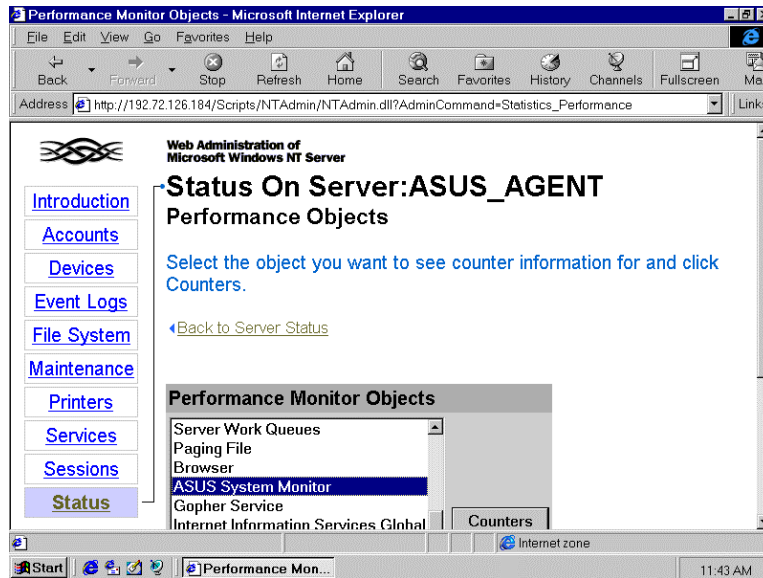 Performance Monitor Objects - Microsoft Internet Explorer
File Edit View Go Favorites Help
Back Forward Stop Refresh Home Search Favorites History Channels Fullscreen Ma
Address http://192.72.126.184/Scripts/NTAdmin/NTAdmin.dll?AdminCommand=Statistics_Performance Link
Web Administration of
Microsoft Windows NT Server
Status On Server:ASUS_AGENT
Performance Objects
Select the object you want to see counter information for and click
Counters.
Back to Server Status
Introduction
Accounts
Devices
Event Logs
File System
Maintenance
Printers
Services
Sessions
Status
Performance Monitor Objects
Server Work Queues
Paging File
Browser
ASUS System Monitor
Gopher Service
Internet Information Services Global
Counters
Internet zone
Start Performance Mon... 11:43 AM